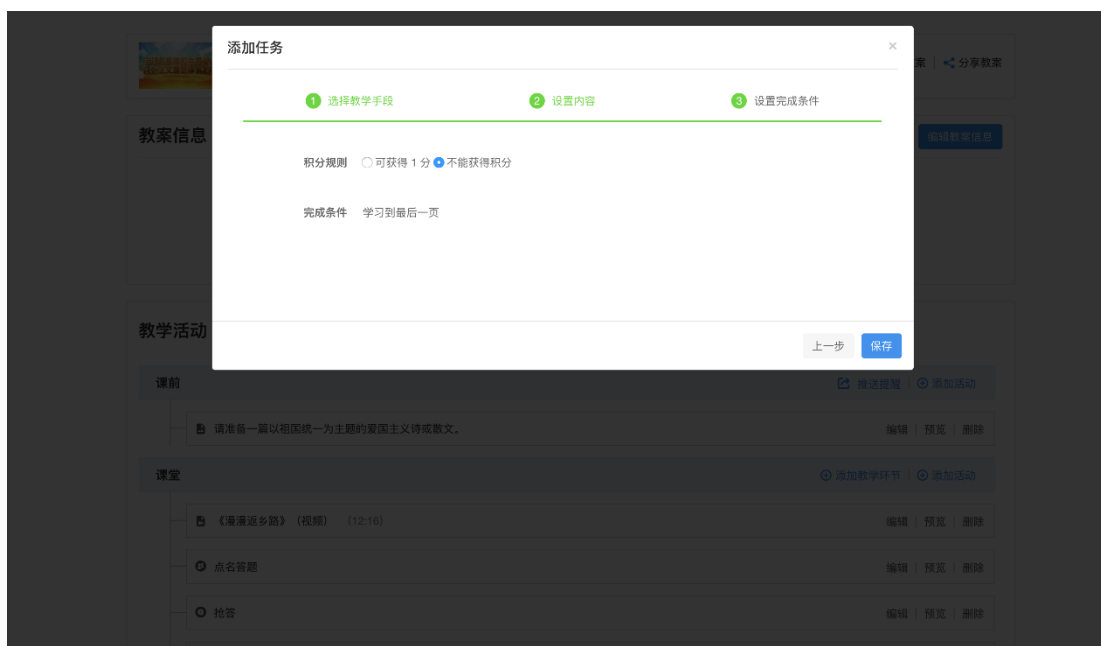 添加任务
×
案 | 分享教案
1 选择教学手段 2 设置内容 3 设置完成条件
教案信息
编辑教案信息
积分规则 可获得 1 分 不能获得积分
完成条件 学习到最后一页
教学活动
上一步 保存
课前 推送提醒 | 添加活动
请准备一篇以祖国统一为主题的爱国主义诗或散文。 编辑 | 预览 | 删除
课堂 添加教学环节 | 添加活动
《漫漫返乡路》（视频） （12:16） 编辑 | 预览 | 删除
点名答题 编辑 | 预览 | 删除
抢答 编辑 | 预览 | 删除